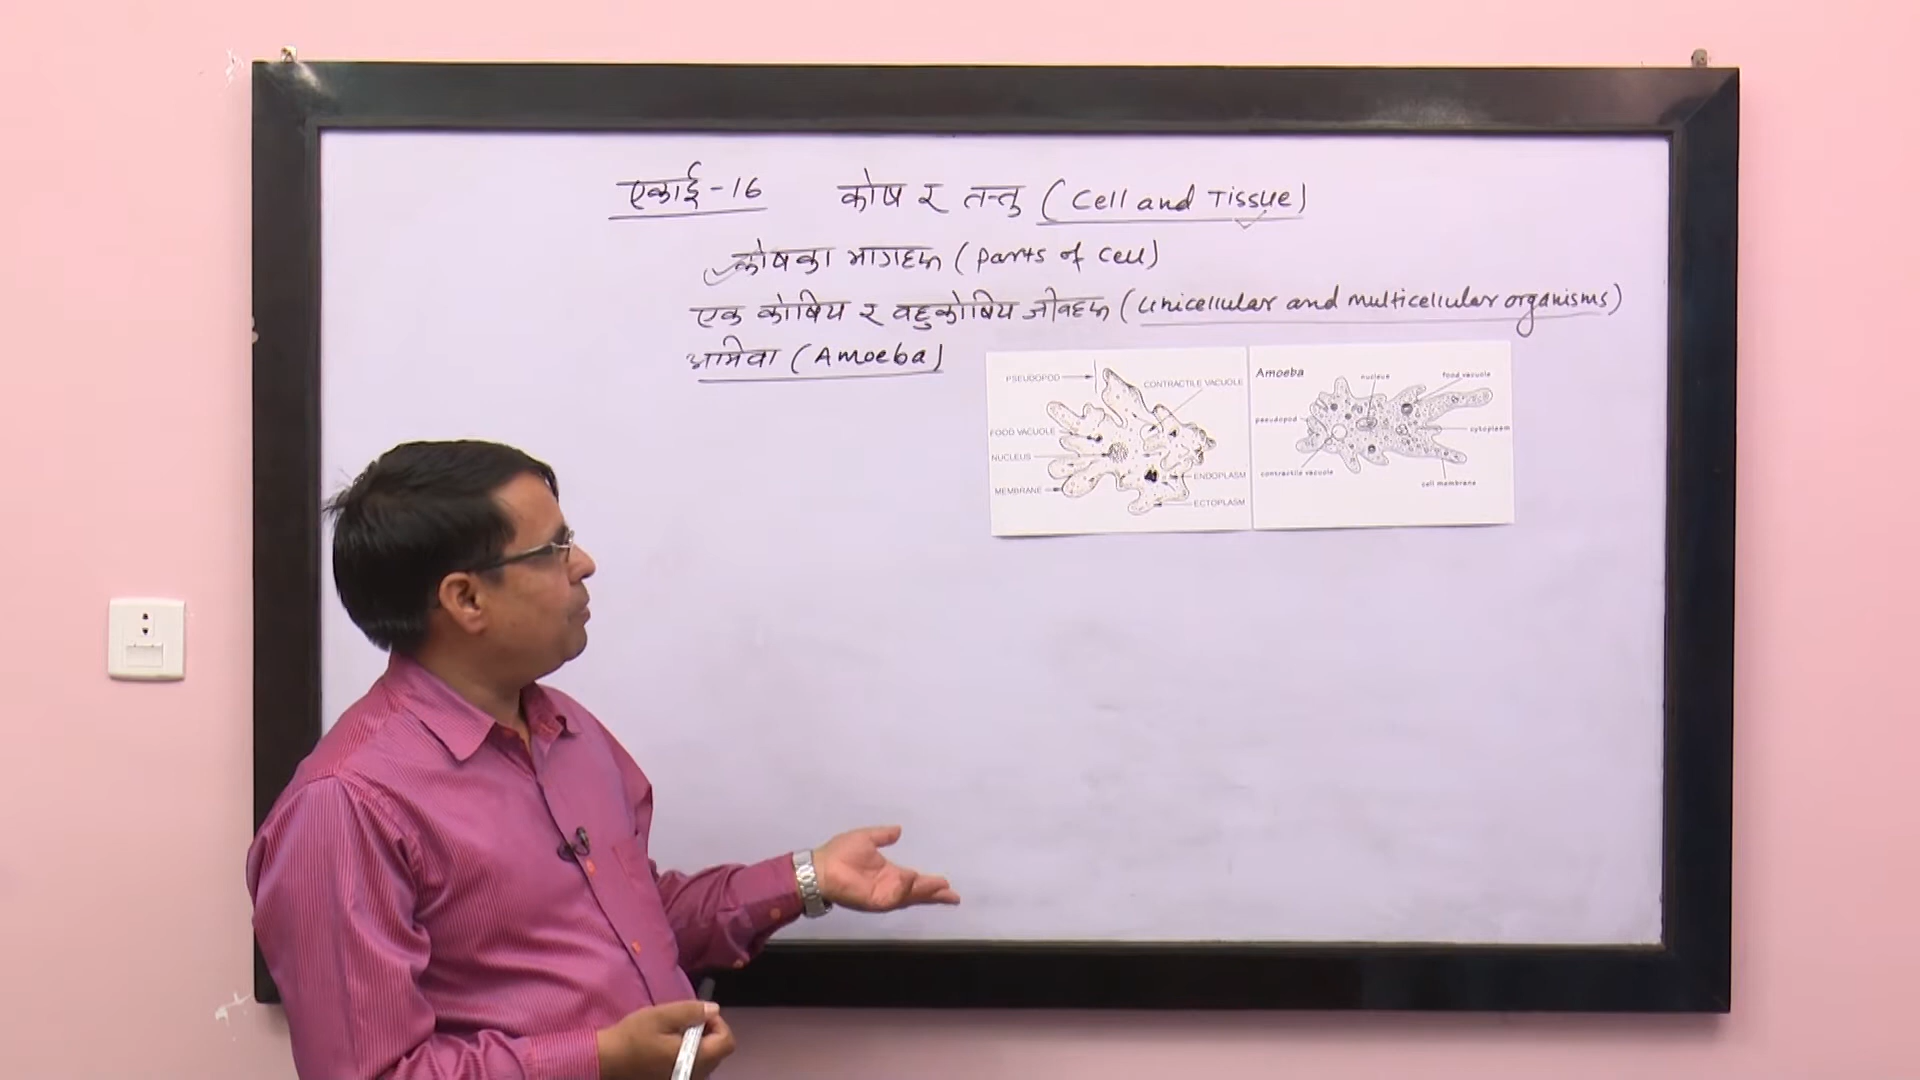 एकाई-16 कोष र तन्तु (Cell and Tissue)
कोषका भागहरू (Parts of Cell)
एक कोषिय र बहुकोषिय जीवहरू (Unicellular and multicellular organisms)
आमिवा (Amoeba)
PSEUDOPOD
CONTRACTILE VACUOLE
FOOD VACUOLE
NUCLEUS
MEMBRANE
ENDOPLASM
ECTOPLASM
Amoeba
nucleus
food vacuole
pseudopod
cytoplasm
contractile vacuole
cell membrane